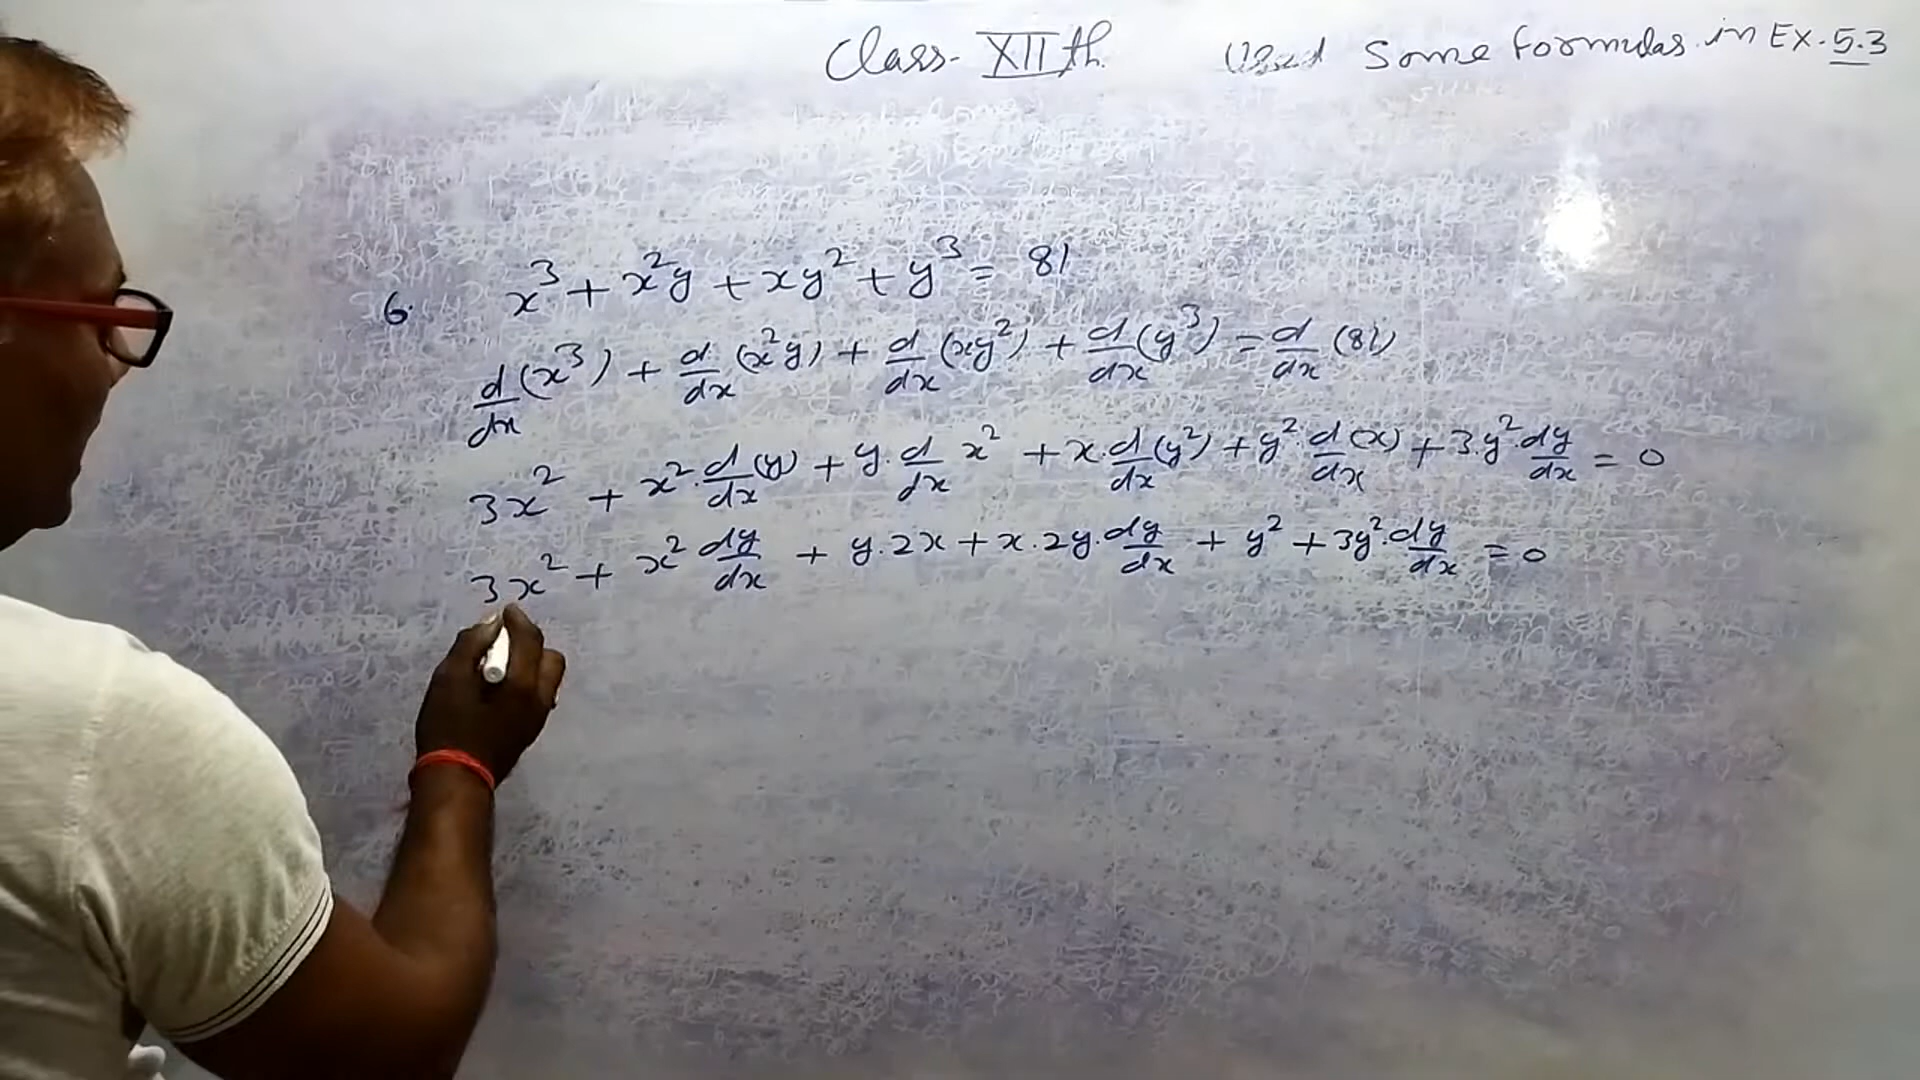 Class- XII th. Used Some formulas in Ex. 5.3
6. x³ + x²y + xy² + y³ = 81
d/dx (x³) + d/dx (x²y) + d/dx (xy²) + d/dx (y³) = d/dx (81)
3x² + x². d/dx (y) + y. d/dx x² + x. d/dx (y²) + y². d/dx (x) + 3.y². dy/dx = 0
3x² + x² dy/dx + y.2x + x.2y. dy/dx + y² + 3y². dy/dx = 0